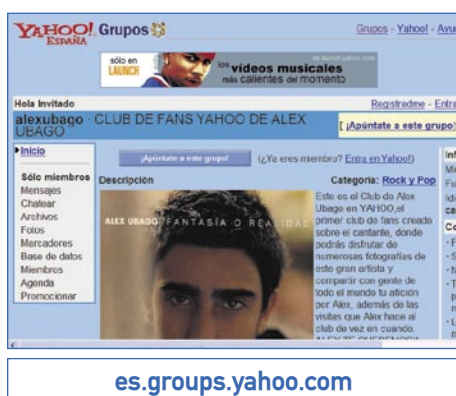 YAHOO! Grupos
ESPAÑA
Grupos - Yahoo! - Ayu
sólo en
LAUNCH
es.launch.yahoo.com
los vídeos musicales
más calientes del momento
Hola Invitado
Registradme - Entra
alexubago · CLUB DE FANS YAHOO DE ALEX
UBAGO
[ ¡Apúntate a este grupo!
Inicio
¡Apúntate a este grupo!
(¿Ya eres miembro? Entra en Yahoo!)
Sólo miembros
Mensajes
Chatear
Archivos
Fotos
Marcadores
Base de datos
Miembros
Agenda
Promocionar
Descripción
Categoría: Rock y Pop
ALEX UBAGO FANTASÍA O REALIDAD
Este es el Club de Alex
Ubago en YAHOO,el
primer club de fans creado
sobre el cantante, donde
podrás disfrutar de
numerosas fotografías de
este gran artista y
compartir con gente de
todo el mundo tu afición
por Alex, además de las
visitas que Alex hace al
club de vez en cuando.
es.groups.yahoo.com